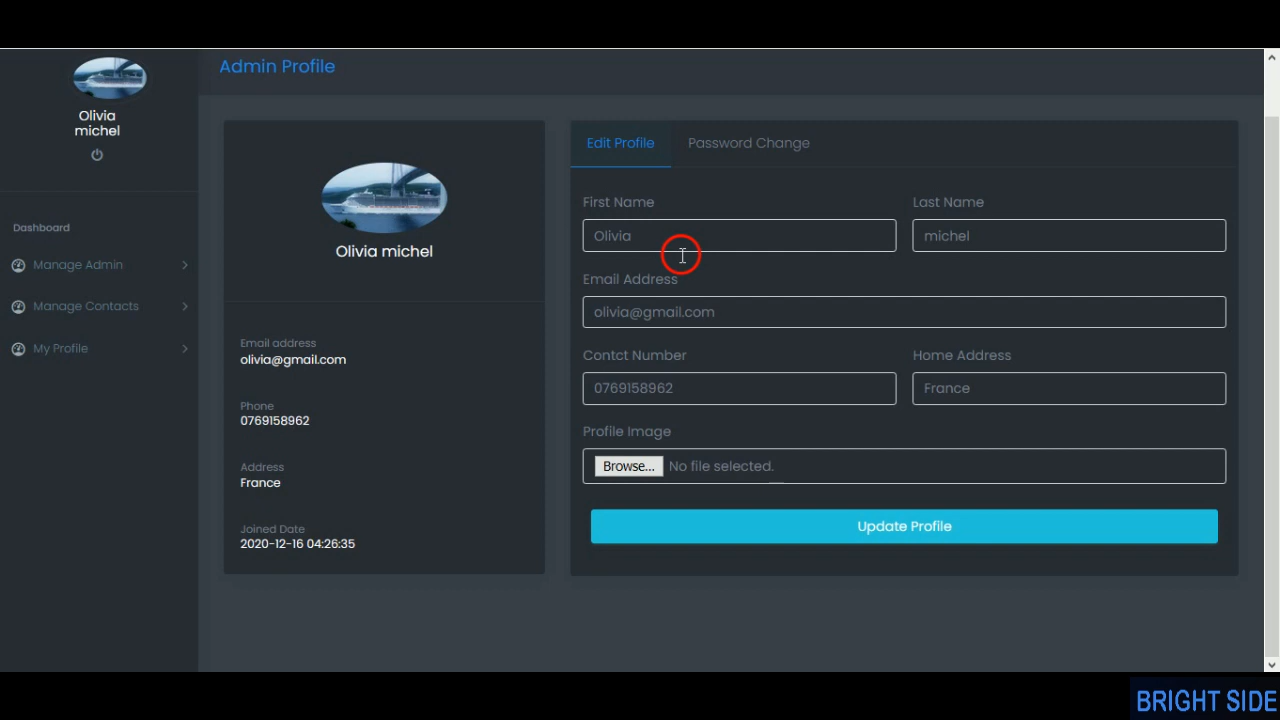 Olivia
michel
Dashboard
Manage Admin
Manage Contacts
My Profile
Admin Profile
Olivia michel
Email address
olivia@gmail.com
Phone
0769158962
Address
France
Joined Date
2020-12-16 04:26:35
Edit Profile
Password Change
First Name
Last Name
Olivia
michel
Email Address
olivia@gmail.com
Contct Number
Home Address
0769158962
France
Profile Image
Browse... No file selected.
Update Profile
BRIGHT SIDE